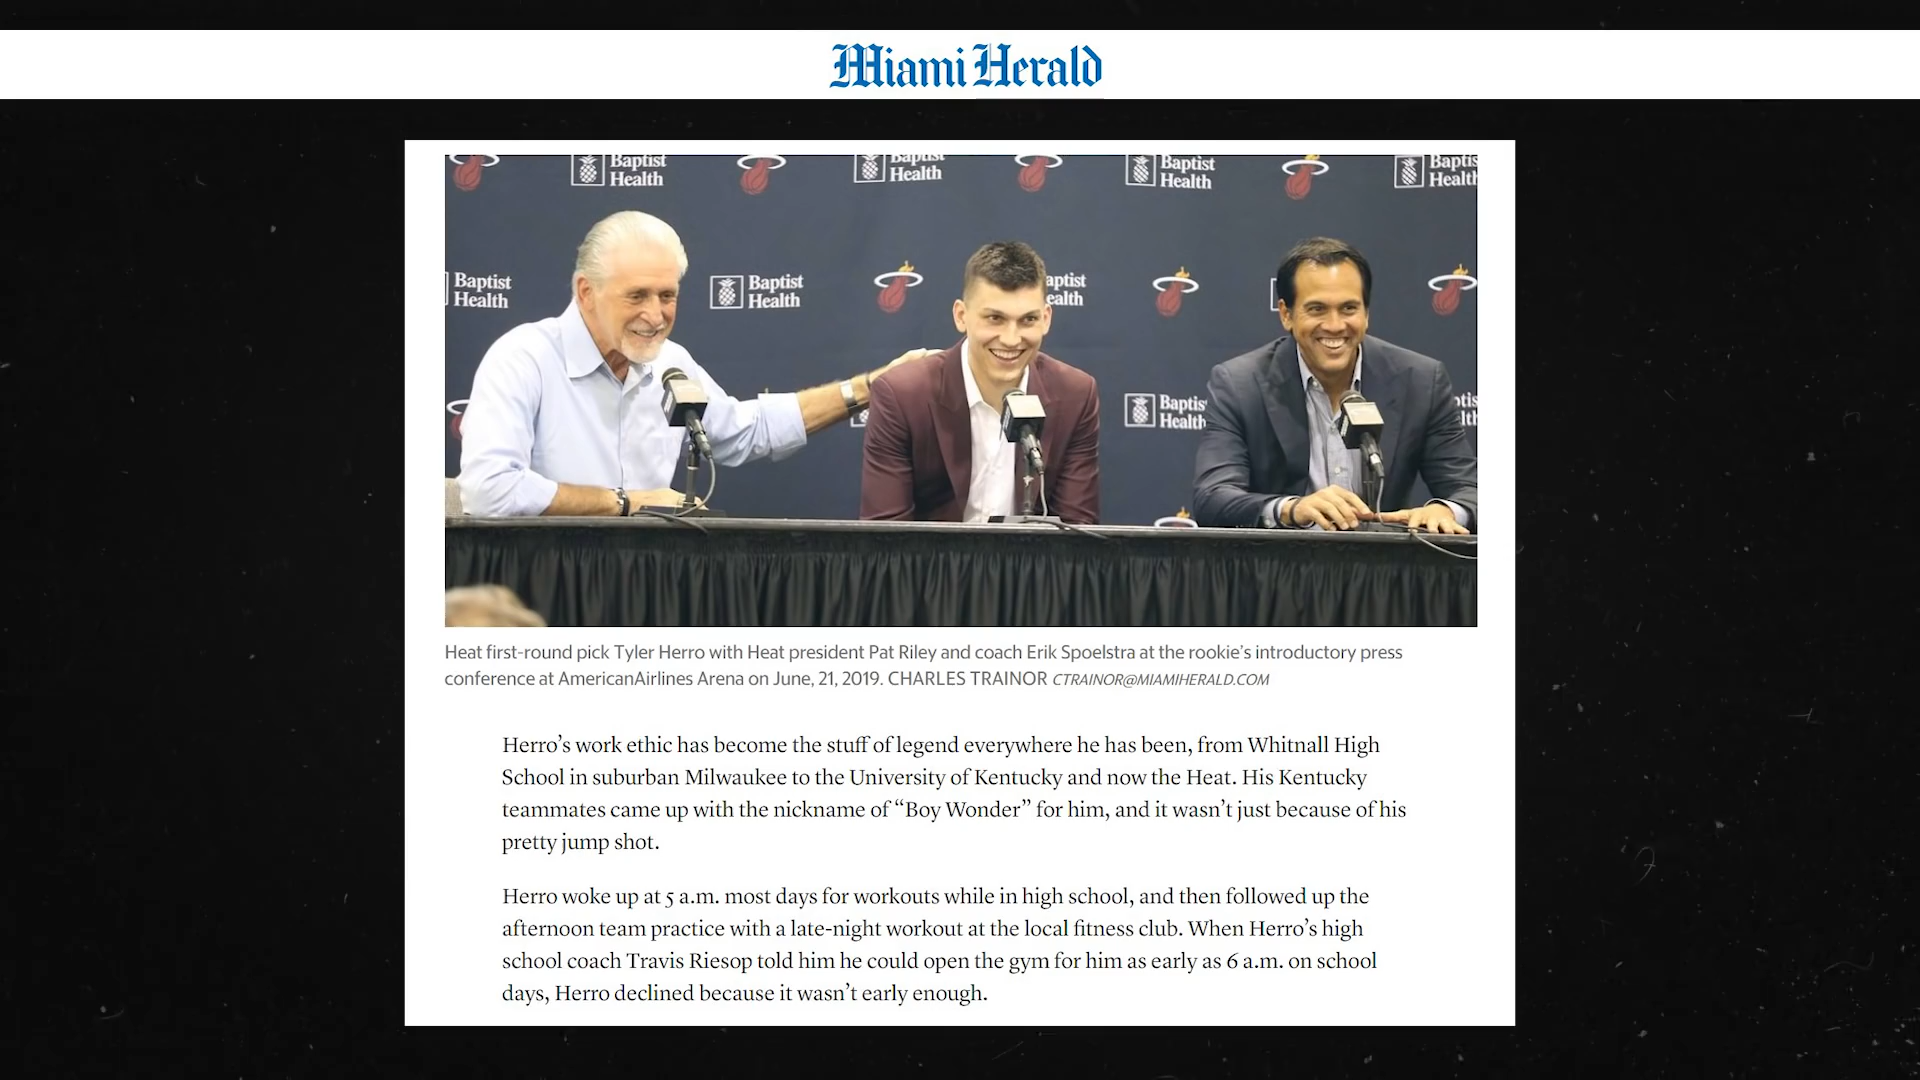 Miami Herald
Baptist
Health
Baptist
Health
Baptist
Health
Baptis
Health
Baptist
Health
Baptist
Health
aptist
ealth
Baptis
Health
tis
lth
Heat first-round pick Tyler Herro with Heat president Pat Riley and coach Erik Spoelstra at the rookie's introductory press
conference at AmericanAirlines Arena on June, 21, 2019. CHARLES TRAINOR CTRAINOR@MIAMIHERALD.COM
Herro’s work ethic has become the stuff of legend everywhere he has been, from Whitnall High
School in suburban Milwaukee to the University of Kentucky and now the Heat. His Kentucky
teammates came up with the nickname of “Boy Wonder” for him, and it wasn’t just because of his
pretty jump shot.
Herro woke up at 5 a.m. most days for workouts while in high school, and then followed up the
afternoon team practice with a late-night workout at the local fitness club. When Herro’s high
school coach Travis Riesop told him he could open the gym for him as early as 6 a.m. on school
days, Herro declined because it wasn’t early enough.